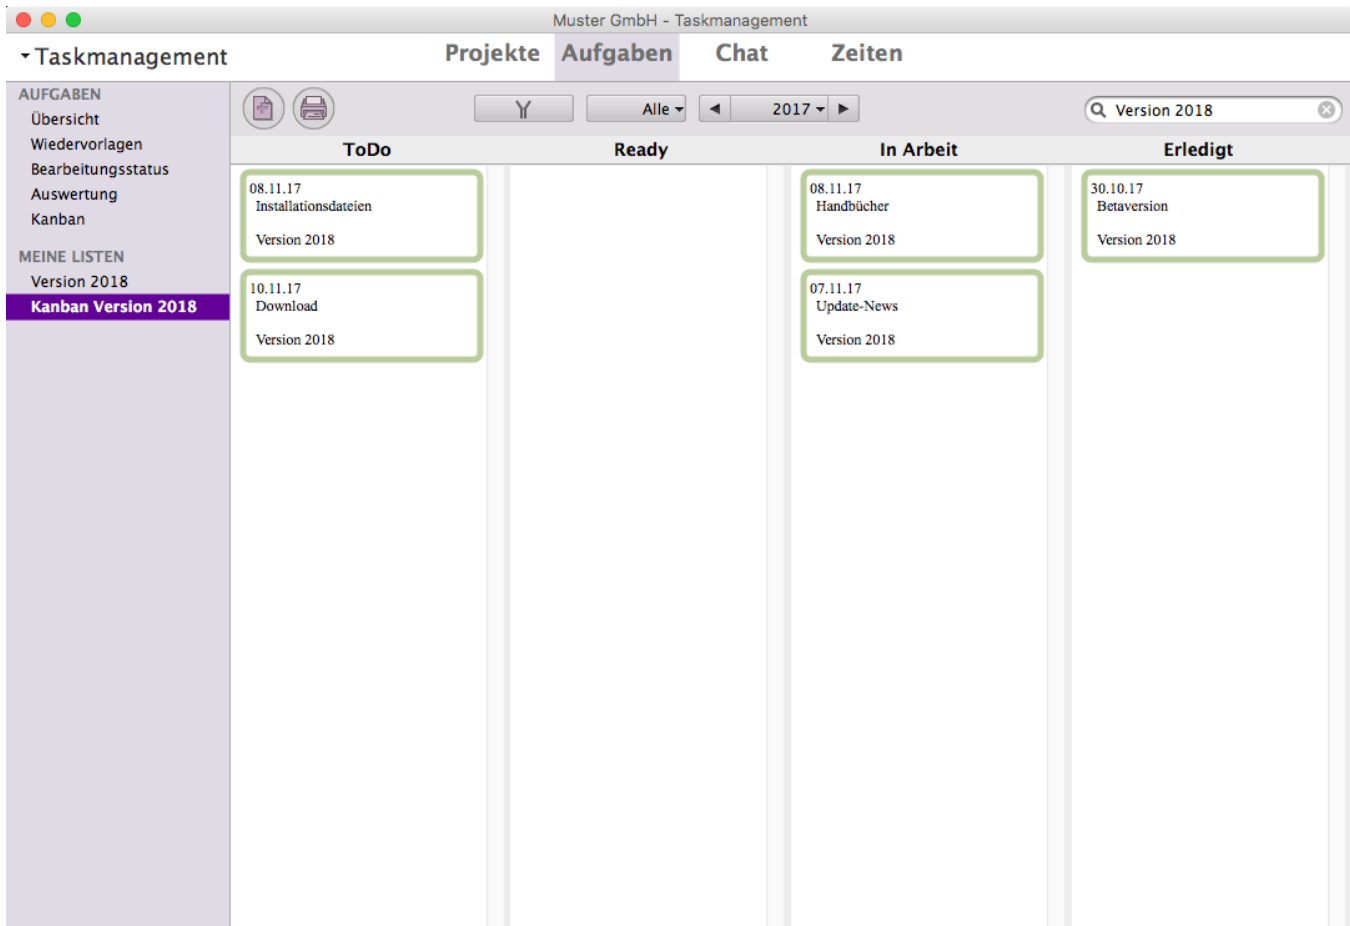 Muster GmbH - Taskmanagement
Taskmanagement
Projekte Aufgaben Chat Zeiten
AUFGABEN
Übersicht
Wiedervorlagen
Bearbeitungsstatus
Auswertung
Kanban
MEINE LISTEN
Version 2018
Kanban Version 2018
Alle 2017 Version 2018
ToDo Ready In Arbeit Erledigt
08.11.17
Installationsdateien
Version 2018
10.11.17
Download
Version 2018
08.11.17
Handbücher
Version 2018
07.11.17
Update-News
Version 2018
30.10.17
Betaversion
Version 2018